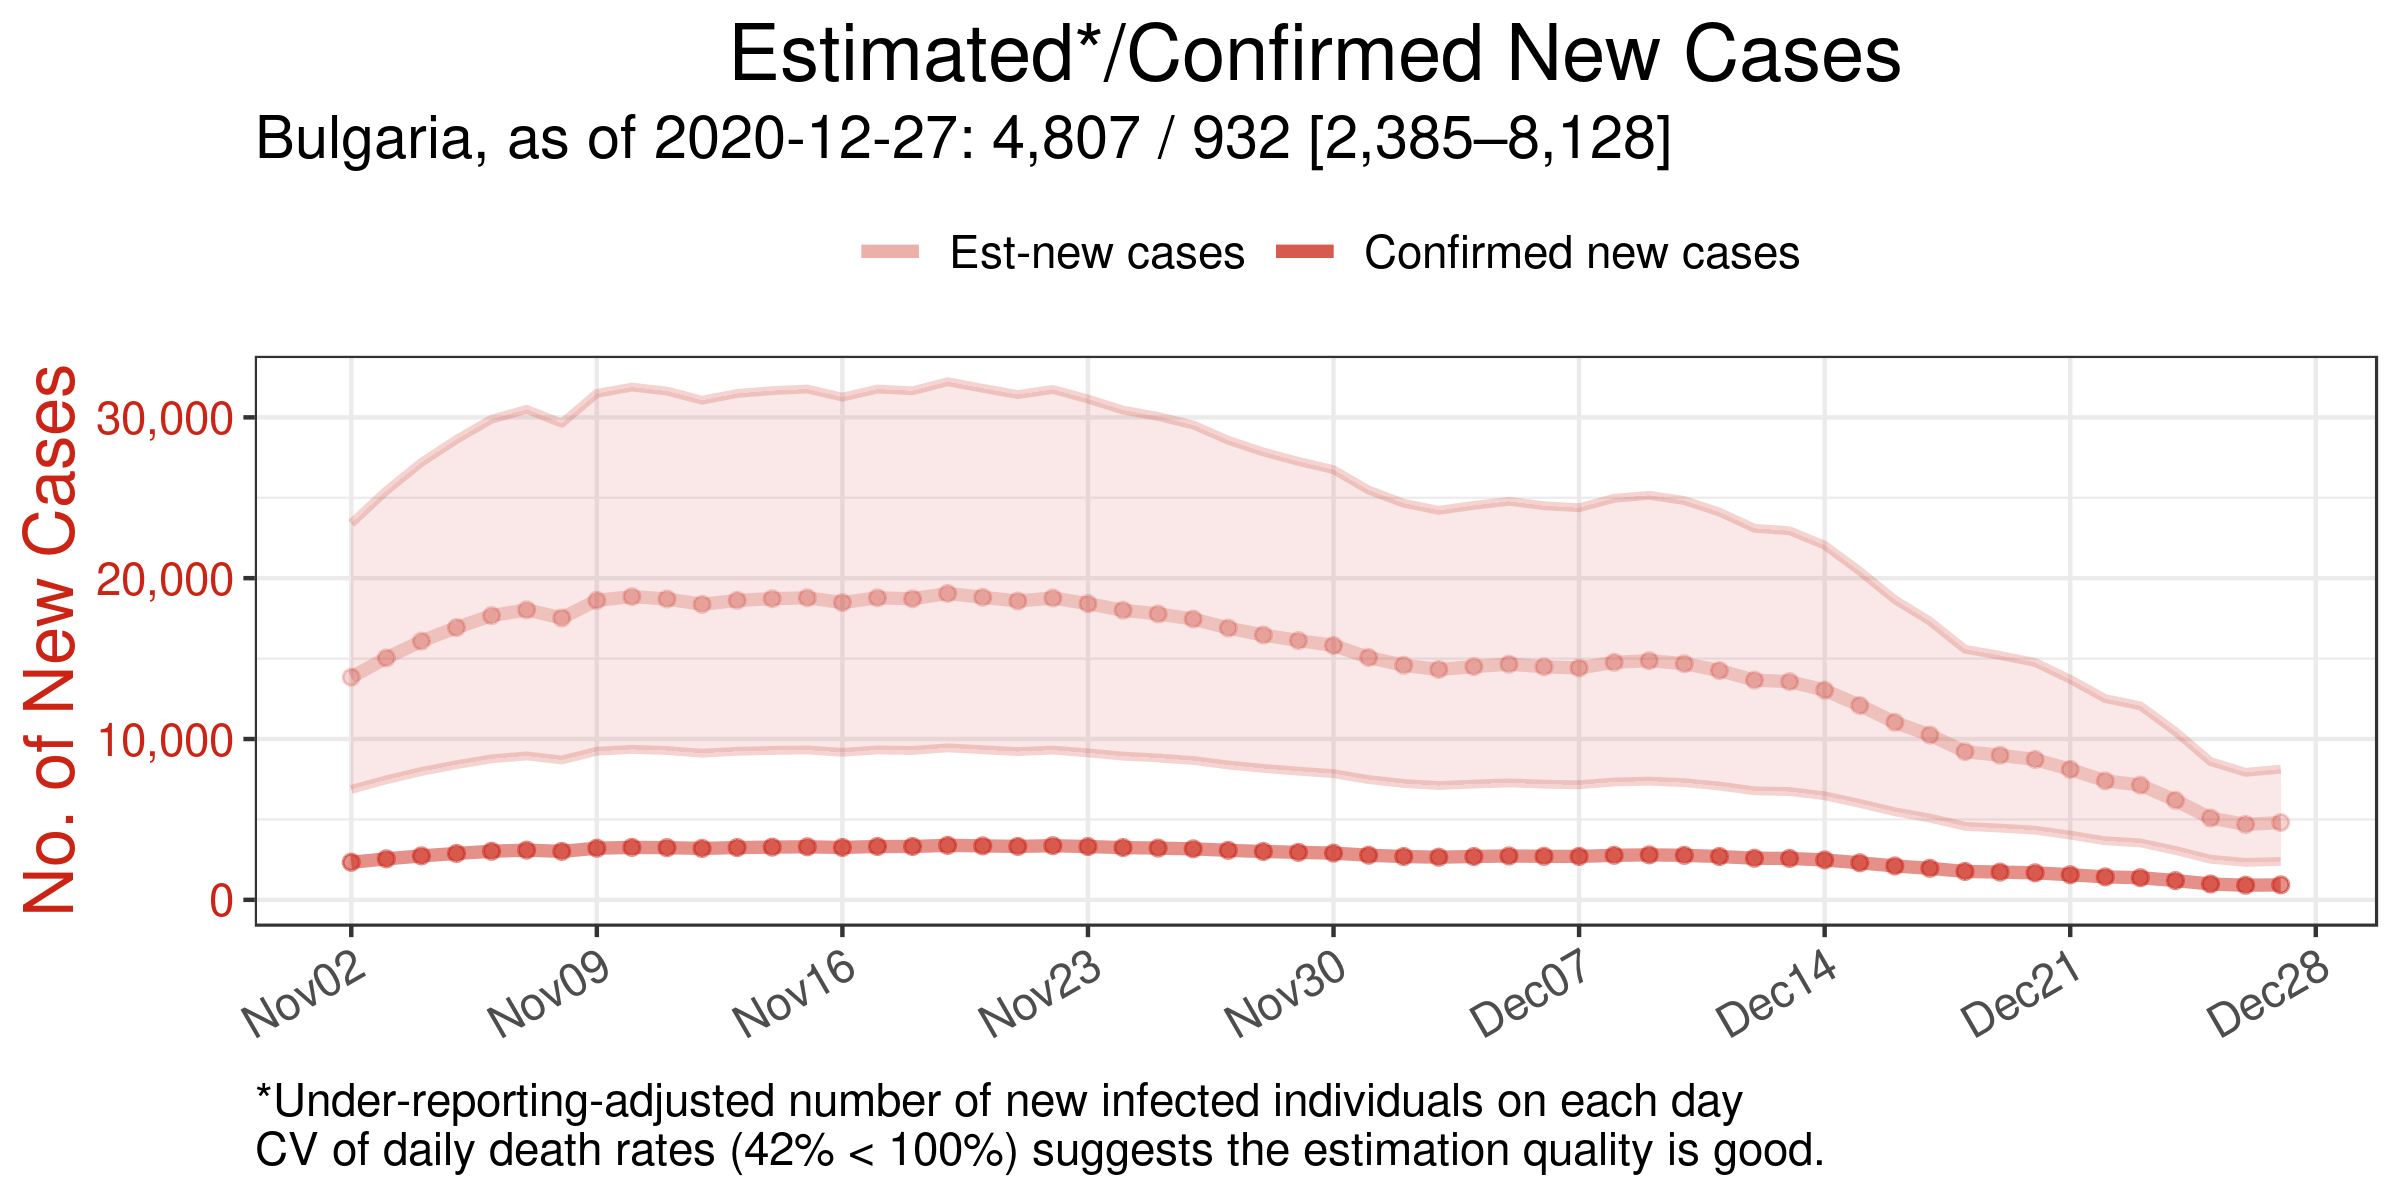 Estimated*/Confirmed New Cases
Bulgaria, as of 2020-12-27: 4,807 / 932 [2,385–8,128]
Est-new cases
Confirmed new cases
No. of New Cases
30,000
20,000
10,000
0
Nov02
Nov09
Nov16
Nov23
Nov30
Dec07
Dec14
Dec21
Dec28
*Under-reporting-adjusted number of new infected individuals on each day
CV of daily death rates (42% < 100%) suggests the estimation quality is good.